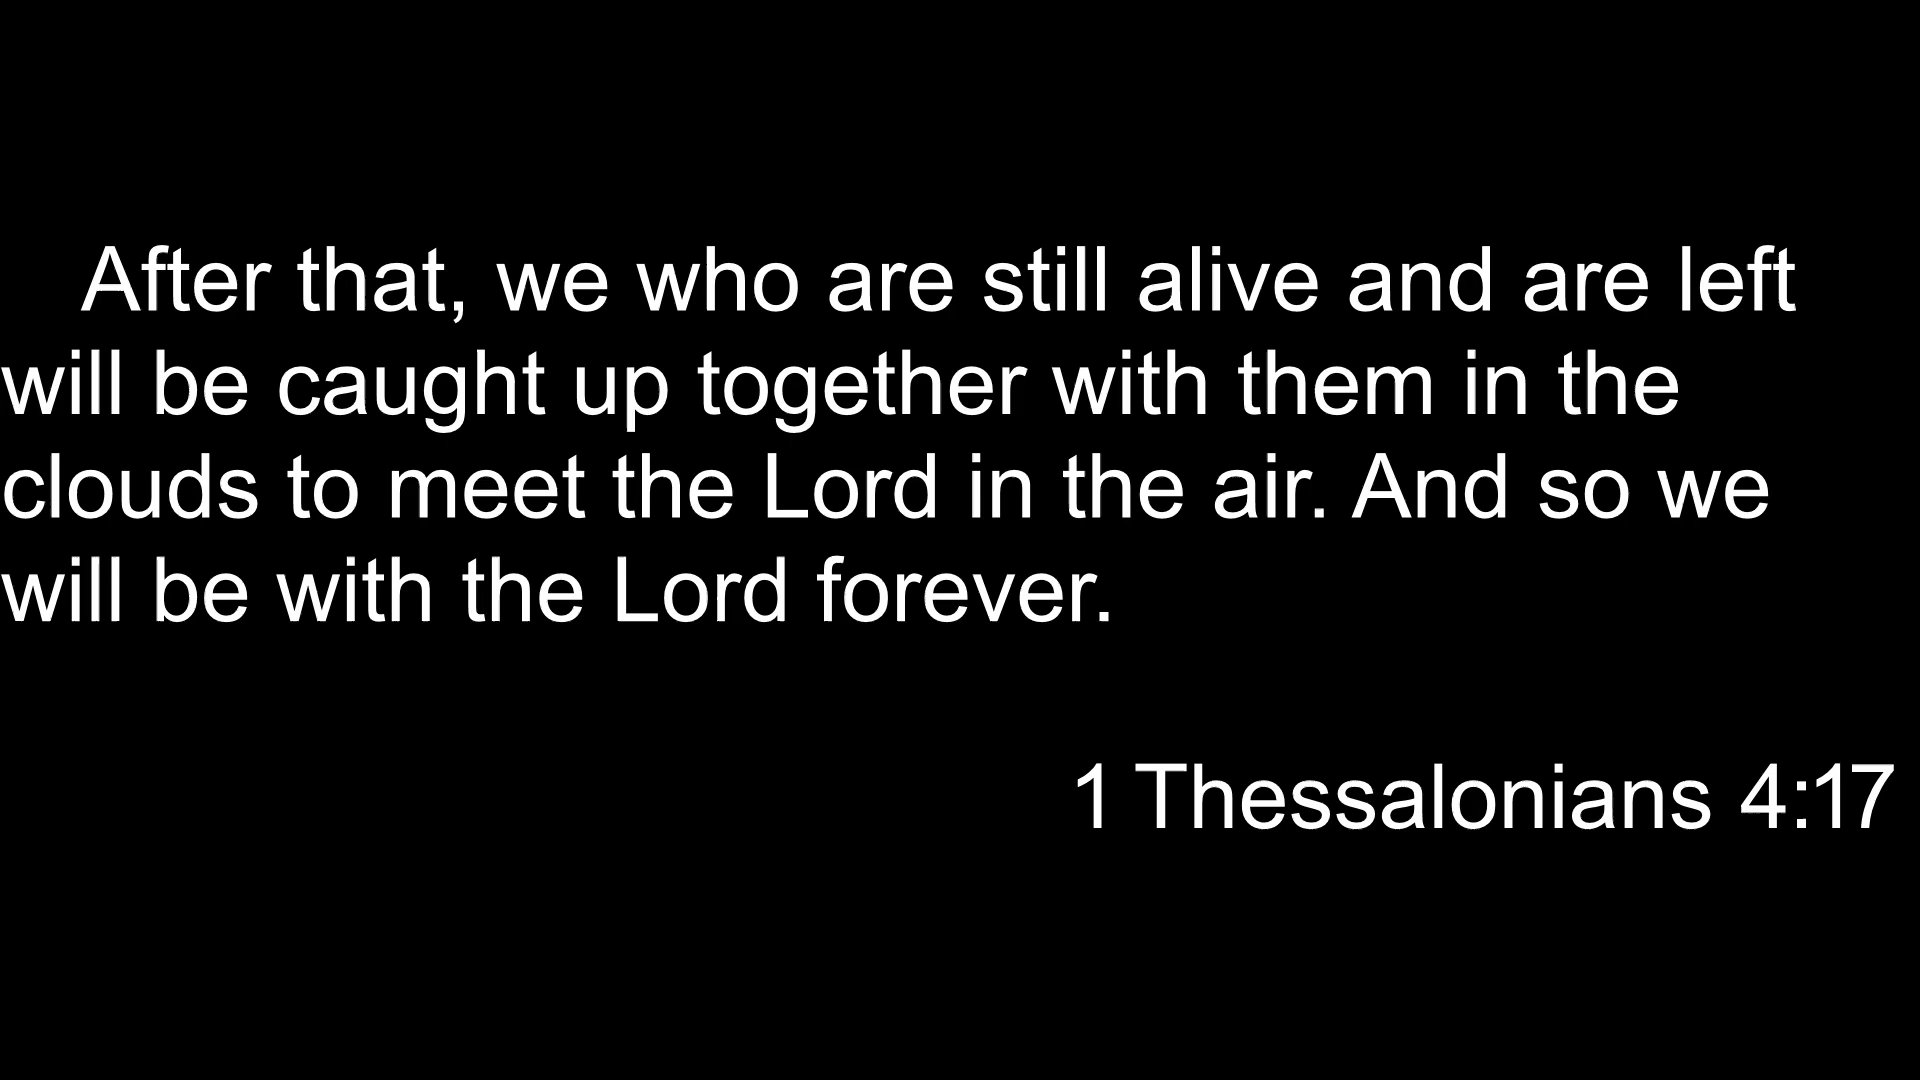 After that, we who are still alive and are left
will be caught up together with them in the
clouds to meet the Lord in the air. And so we
will be with the Lord forever.
1 Thessalonians 4:17